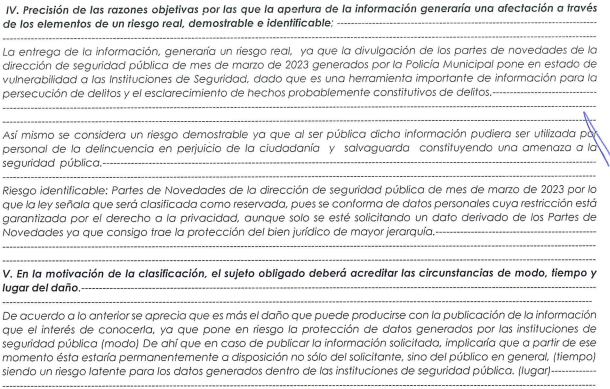 IV. Precisión de las razones objetivas por las que la apertura de la información generaría una afectación a través
de los elementos de un riesgo real, demostrable e identificable; ----------------------------------------
La entrega de la información, generaría un riesgo real, ya que la divulgación de los partes de novedades de la
dirección de seguridad pública de mes de marzo de 2023 generados por la Policía Municipal pone en estado de
vulnerabilidad a las Instituciones de Seguridad, dado que es una herramienta importante de información para la
persecución de delitos y el esclarecimiento de hechos probablemente constitutivos de delitos.--------------------
Así mismo se considera un riesgo demostrable ya que al ser pública dicha información pudiera ser utilizada por
personal de la delincuencia en perjuicio de la ciudadanía y salvaguarda constituyendo una amenaza a la
seguridad pública.--------------------
Riesgo identificable: Partes de Novedades de la dirección de seguridad pública de mes de marzo de 2023 por lo
que la ley señala que será clasificada como reservada, pues se conforma de datos personales cuya restricción está
garantizada por el derecho a la privacidad, aunque solo se esté solicitando un dato derivado de los Partes de
Novedades ya que consigo trae la protección del bien jurídico de mayor jerarquía.--------------------
V. En la motivación de la clasificación, el sujeto obligado deberá acreditar las circunstancias de modo, tiempo y
lugar del daño.--------------------
De acuerdo a lo anterior se aprecia que es más el daño que puede producirse con la publicación de la información
que el interés de conocerla, ya que pone en riesgo la protección de datos generados por las instituciones de
seguridad pública (modo) De ahí que en caso de publicar la información solicitada, implicaría que a partir de ese
momento ésta estaría permanentemente a disposición no sólo del solicitante, sino del público en general, (tiempo)
siendo un riesgo latente para los datos generados dentro de las instituciones de seguridad pública. (lugar)----------